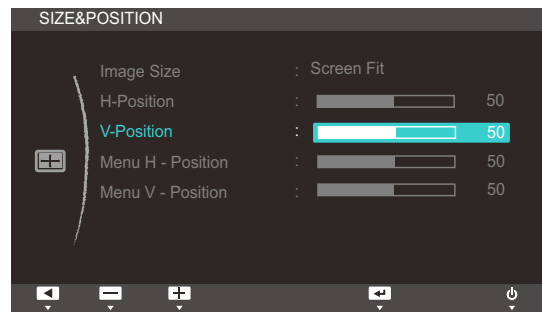 SIZE&POSITION
Image Size : Screen Fit
H-Position : 50
V-Position : 50
Menu H - Position : 50
Menu V - Position : 50